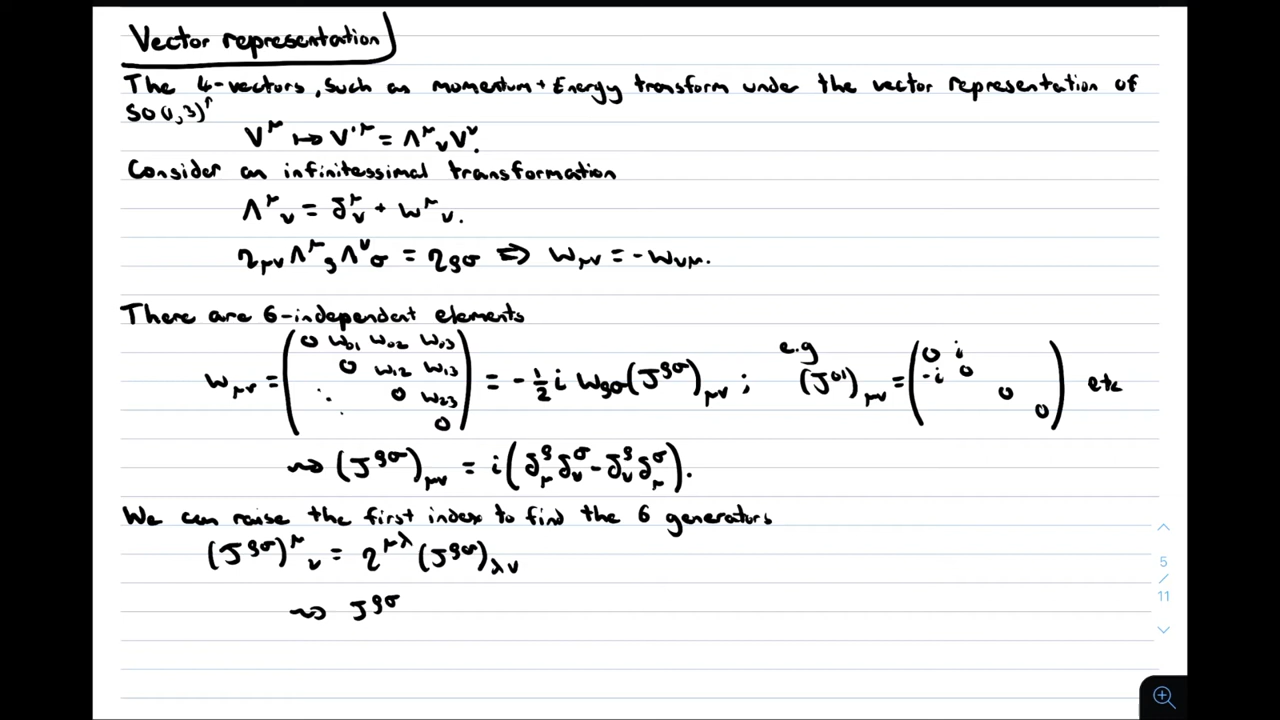 Vector representation
The 4-vectors, such as momentum + Energy transform under the vector representation of
SO(1,3)↑
V^μ ↦ V'^μ = Λ^μ_ν V^ν.
Consider an infinitessimal transformation
Λ^μ_ν = δ^μ_ν + ω^μ_ν.
η_μν Λ^μ_ρ Λ^ν_σ = η_ρσ ⇒ ω_μν = -ω_νμ.
There are 6-independent elements
ω_μν = ( 0 ω_01 ω_02 ω_03 ; 0 ω_12 ω_13 ; ⋱ 0 ω_23 ; 0 ) = -1/2 i ω_ρσ (J^ρσ)_μν ; e.g (J^01)_μν = ( 0 i ; -i 0 ; 0 ; 0 ) etc
⇝ (J^ρσ)_μν = i(δ^ρ_μ δ^σ_ν - δ^ρ_ν δ^σ_μ).
We can raise the first index to find the 6 generators
(J^ρσ)^μ_ν = η^μλ (J^ρσ)_λν
⇝ J^ρσ
5
/
11